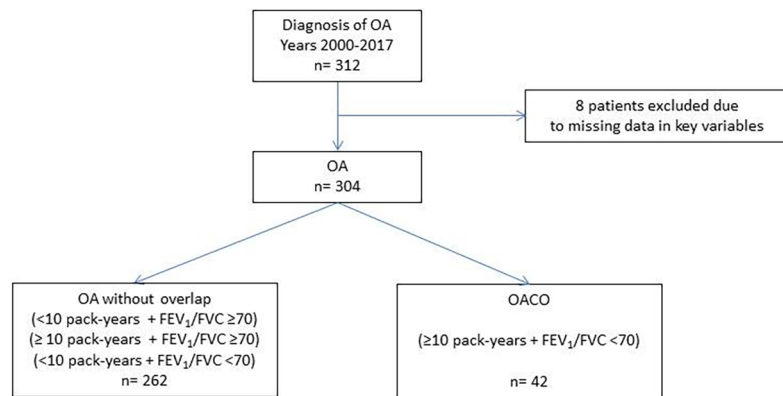 Diagnosis of OA
Years 2000-2017
n= 312
8 patients excluded due
to missing data in key variables
OA
n= 304
OA without overlap
(<10 pack-years + FEV₁/FVC ≥70)
(≥ 10 pack-years + FEV₁/FVC ≥70)
(<10 pack-years + FEV₁/FVC <70)
n= 262
OACO
(≥10 pack-years + FEV₁/FVC <70)
n= 42